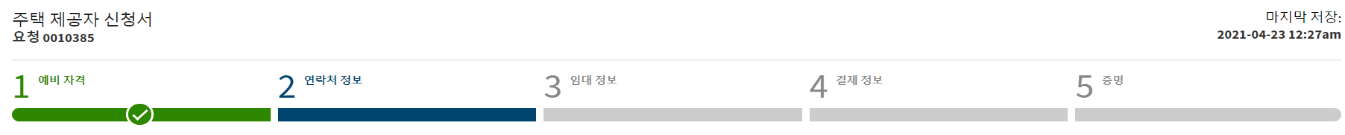 주택 제공자 신청서
요청 0010385
마지막 저장:
2021-04-23 12:27am
1 예비 자격
2 연락처 정보
3 임대 정보
4 결제 정보
5 증명